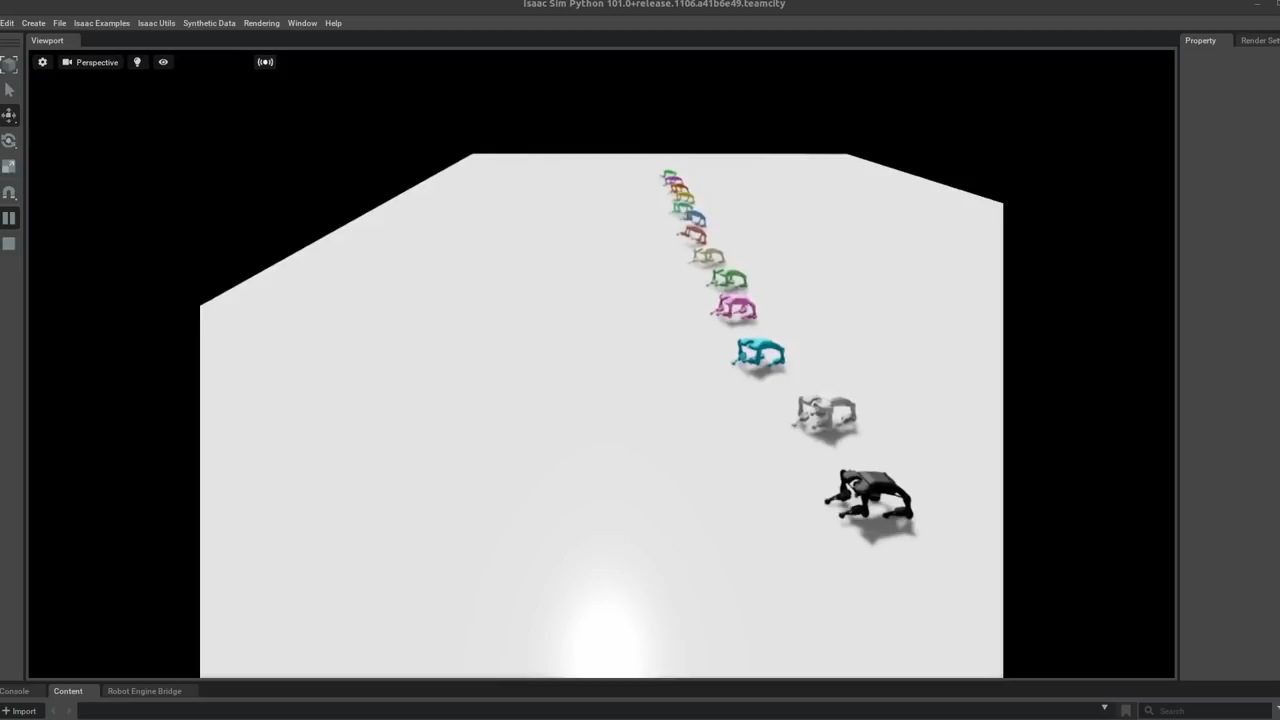 Isaac Sim Python 101.0+release.1106.a41b6e49.teamcity
Edit Create File Isaac Examples Isaac Utils Synthetic Data Rendering Window Help
Viewport
Property Render Set
Perspective
Console Content Robot Engine Bridge
Import
Search